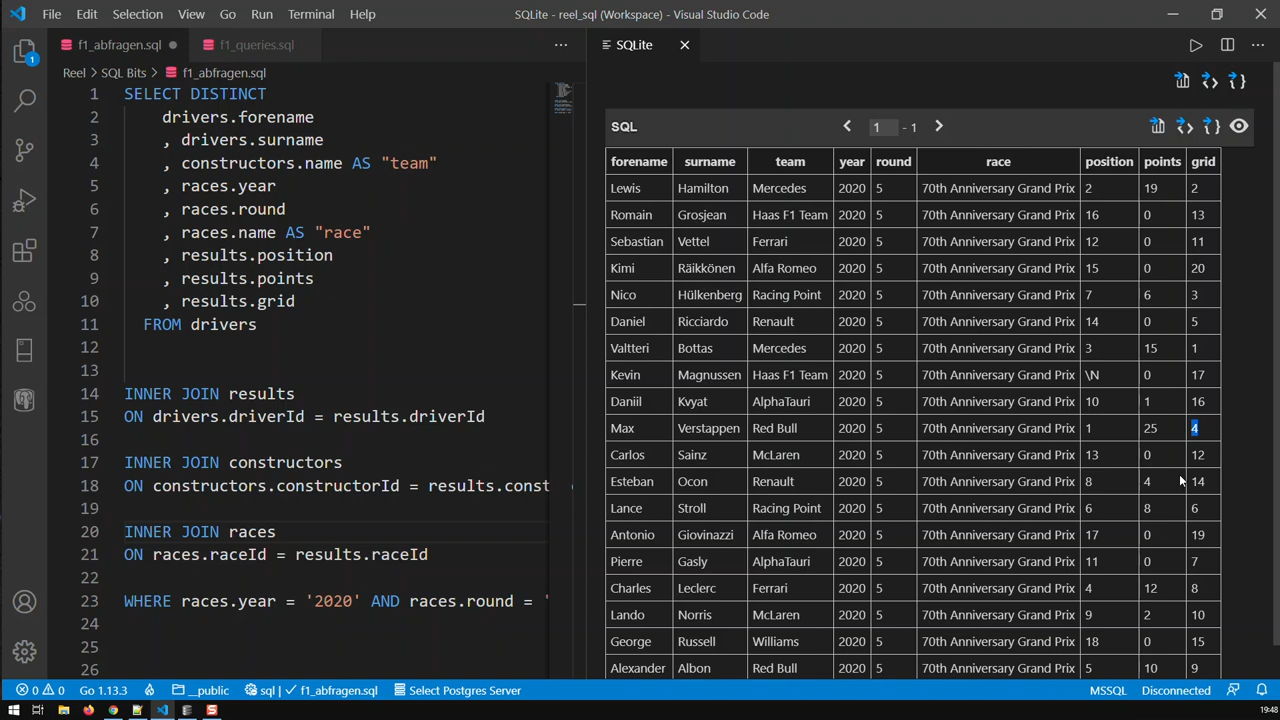 File Edit Selection View Go Run Terminal Help SQLite - reel_sql (Workspace) - Visual Studio Code
f1_abfragen.sql f1_queries.sql SQLite
Reel > SQL Bits > f1_abfragen.sql
1 SELECT DISTINCT
2 drivers.forename
3 , drivers.surname
4 , constructors.name AS "team"
5 , races.year
6 , races.round
7 , races.name AS "race"
8 , results.position
9 , results.points
10 , results.grid
11 FROM drivers
12
13
14 INNER JOIN results
15 ON drivers.driverId = results.driverId
16
17 INNER JOIN constructors
18 ON constructors.constructorId = results.const
19
20 INNER JOIN races
21 ON races.raceId = results.raceId
22
23 WHERE races.year = '2020' AND races.round = '
24
25
26
SQL 1 - 1
forename surname team year round race position points grid
Lewis Hamilton Mercedes 2020 5 70th Anniversary Grand Prix 2 19 2
Romain Grosjean Haas F1 Team 2020 5 70th Anniversary Grand Prix 16 0 13
Sebastian Vettel Ferrari 2020 5 70th Anniversary Grand Prix 12 0 11
Kimi Räikkönen Alfa Romeo 2020 5 70th Anniversary Grand Prix 15 0 20
Nico Hülkenberg Racing Point 2020 5 70th Anniversary Grand Prix 7 6 3
Daniel Ricciardo Renault 2020 5 70th Anniversary Grand Prix 14 0 5
Valtteri Bottas Mercedes 2020 5 70th Anniversary Grand Prix 3 15 1
Kevin Magnussen Haas F1 Team 2020 5 70th Anniversary Grand Prix \N 0 17
Daniil Kvyat AlphaTauri 2020 5 70th Anniversary Grand Prix 10 1 16
Max Verstappen Red Bull 2020 5 70th Anniversary Grand Prix 1 25 4
Carlos Sainz McLaren 2020 5 70th Anniversary Grand Prix 13 0 12
Esteban Ocon Renault 2020 5 70th Anniversary Grand Prix 8 4 14
Lance Stroll Racing Point 2020 5 70th Anniversary Grand Prix 6 8 6
Antonio Giovinazzi Alfa Romeo 2020 5 70th Anniversary Grand Prix 17 0 19
Pierre Gasly AlphaTauri 2020 5 70th Anniversary Grand Prix 11 0 7
Charles Leclerc Ferrari 2020 5 70th Anniversary Grand Prix 4 12 8
Lando Norris McLaren 2020 5 70th Anniversary Grand Prix 9 2 10
George Russell Williams 2020 5 70th Anniversary Grand Prix 18 0 15
Alexander Albon Red Bull 2020 5 70th Anniversary Grand Prix 5 10 9
1
0 0 Go 1.13.3 __public sql | f1_abfragen.sql Select Postgres Server MSSQL Disconnected
19:48